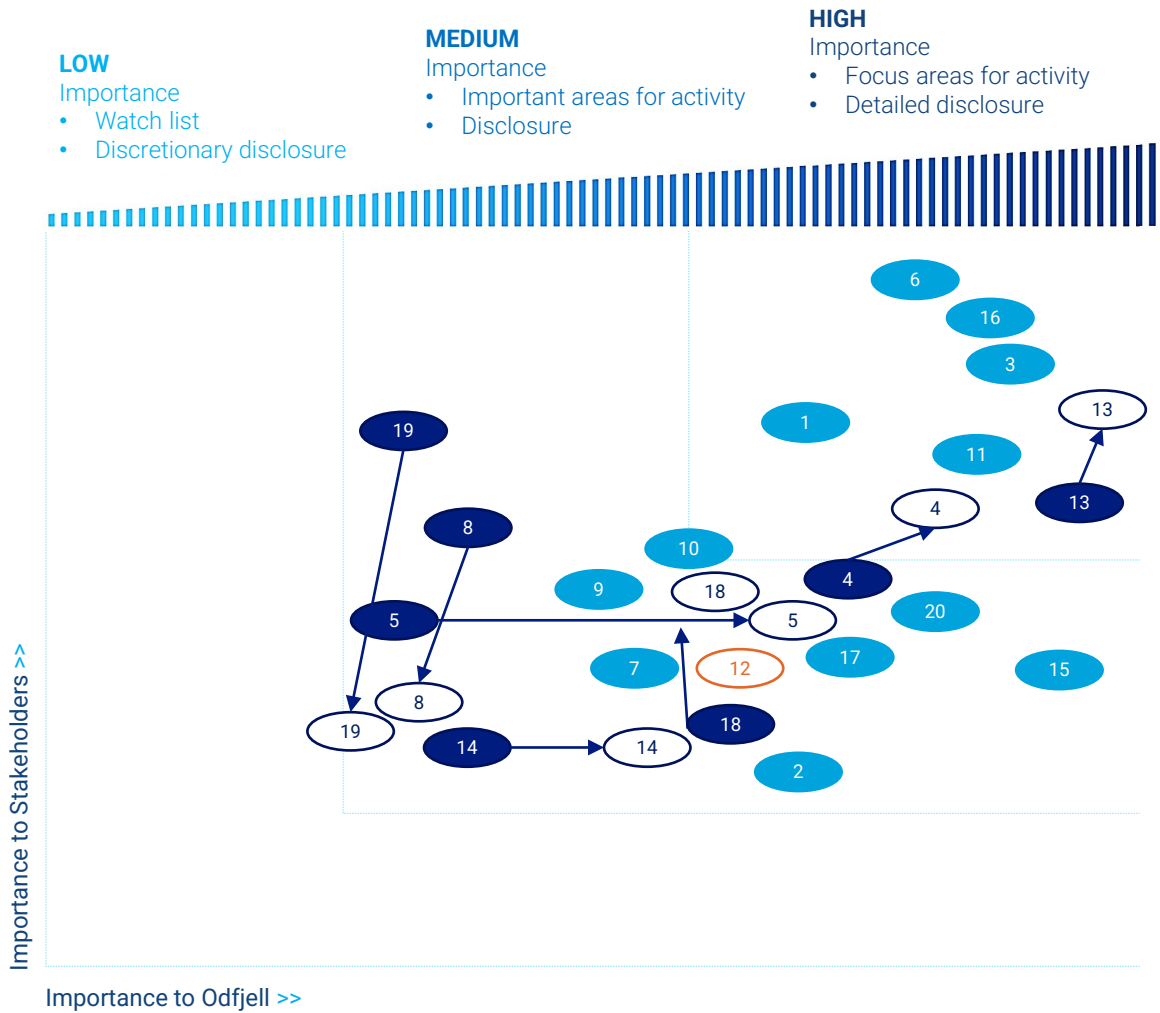 LOW
Importance
• Watch list
• Discretionary disclosure
MEDIUM
Importance
• Important areas for activity
• Disclosure
HIGH
Importance
• Focus areas for activity
• Detailed disclosure
6
16
3
13
1
19
11
13
4
8
10
4
9
18
20
5
5
17
7
12
15
8
18
19
14
14
2
Importance to Stakeholders >>
Importance to Odfjell >>